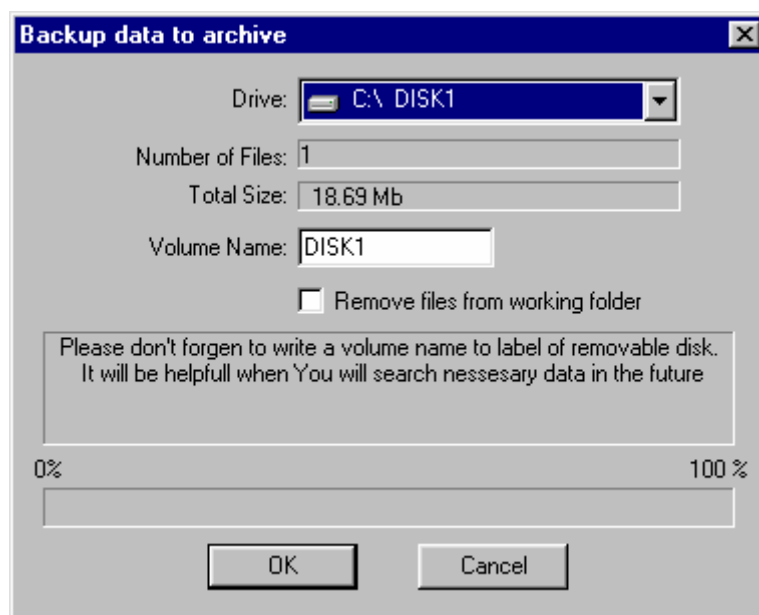 Backup data to archive
Drive: C:\ DISK1
Number of Files: 1
Total Size: 18.69 Mb
Volume Name: DISK1
Remove files from working folder
Please don't forgen to write a volume name to label of removable disk.
It will be helpfull when You will search nessesary data in the future
0% 100 %
OK Cancel